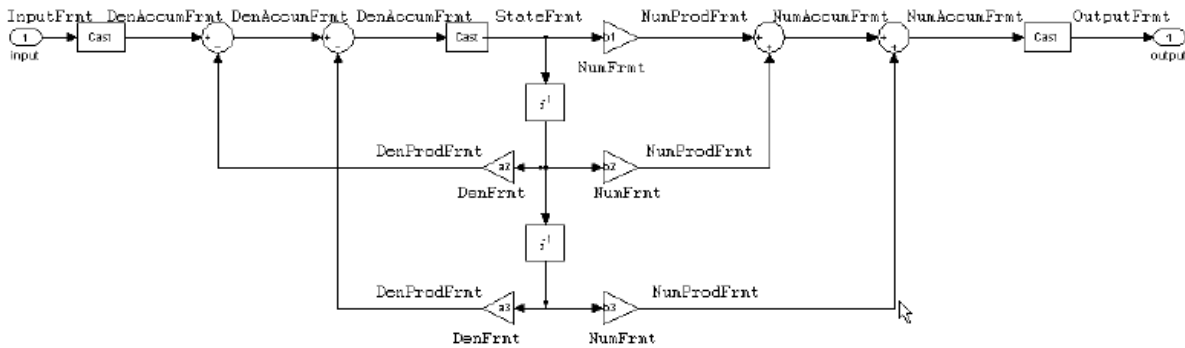 InputFrmt DenAccumFrmt DenAccumFrmt DenAccumFrmt StateFrmt NumProdFrmt NumAccumFrmt NumAccumFrmt OutputFrmt
1 Cast Cast b1 Cast 1
input NumFrmt output
z-1
DenProdFrmt NumProdFrmt
a2 b2
DenFrmt NumFrmt
z-1
DenProdFrmt NumProdFrmt
a3 b3
DenFrmt NumFrmt